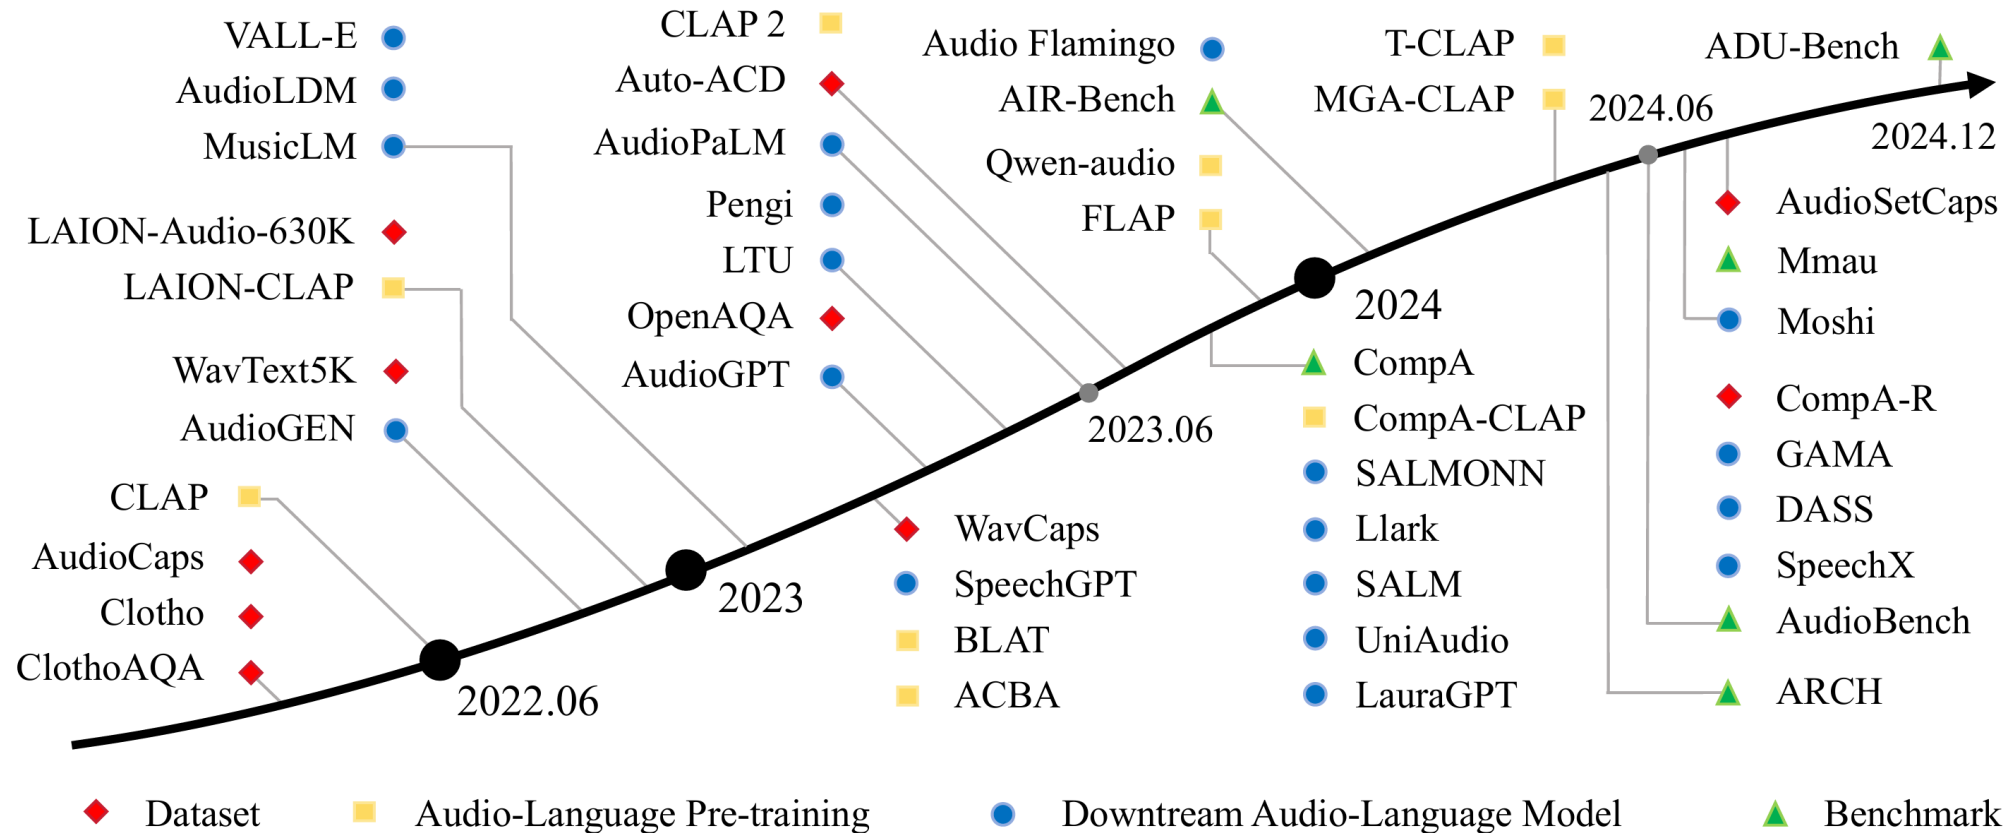 VALL-E
AudioLDM
MusicLM
LAION-Audio-630K
LAION-CLAP
WavText5K
AudioGEN
CLAP
AudioCaps
Clotho
ClothoAQA
2022.06
CLAP 2
Auto-ACD
AudioPaLM
Pengi
LTU
OpenAQA
AudioGPT
2023
WavCaps
SpeechGPT
BLAT
ACBA
2023.06
Audio Flamingo
AIR-Bench
Qwen-audio
FLAP
2024
CompA
CompA-CLAP
SALMONN
Llark
SALM
UniAudio
LauraGPT
T-CLAP
MGA-CLAP
2024.06
ADU-Bench
2024.12
AudioSetCaps
Mmau
Moshi
CompA-R
GAMA
DASS
SpeechX
AudioBench
ARCH
Dataset
Audio-Language Pre-training
Downtream Audio-Language Model
Benchmark